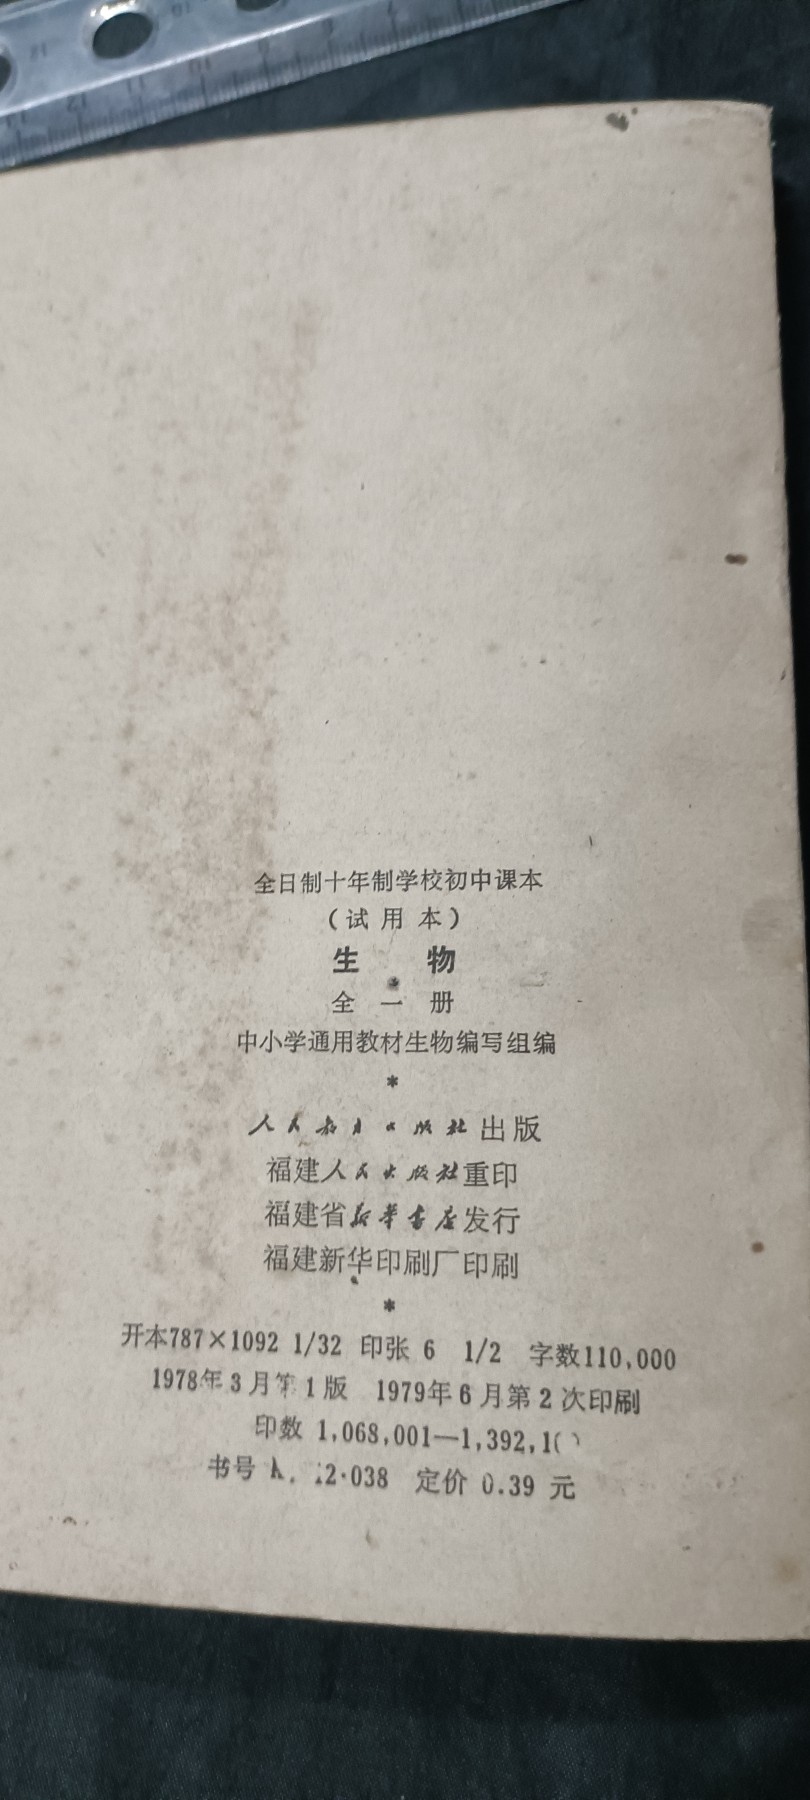 全日制十年制学校初中课本
（试用本）
生 物
全一册
中小学通用教材生物编写组编
*
人民教育出版社出版
福建人民出版社重印
福建省新华书店发行
福建新华印刷厂印刷
*
开本787×1092 1/32 印张 6 1/2 字数110,000
1978年3月第1版 1979年6月第2次印刷
印数 1,068,001—1,392,1
书号 2·038 定价 0.39 元